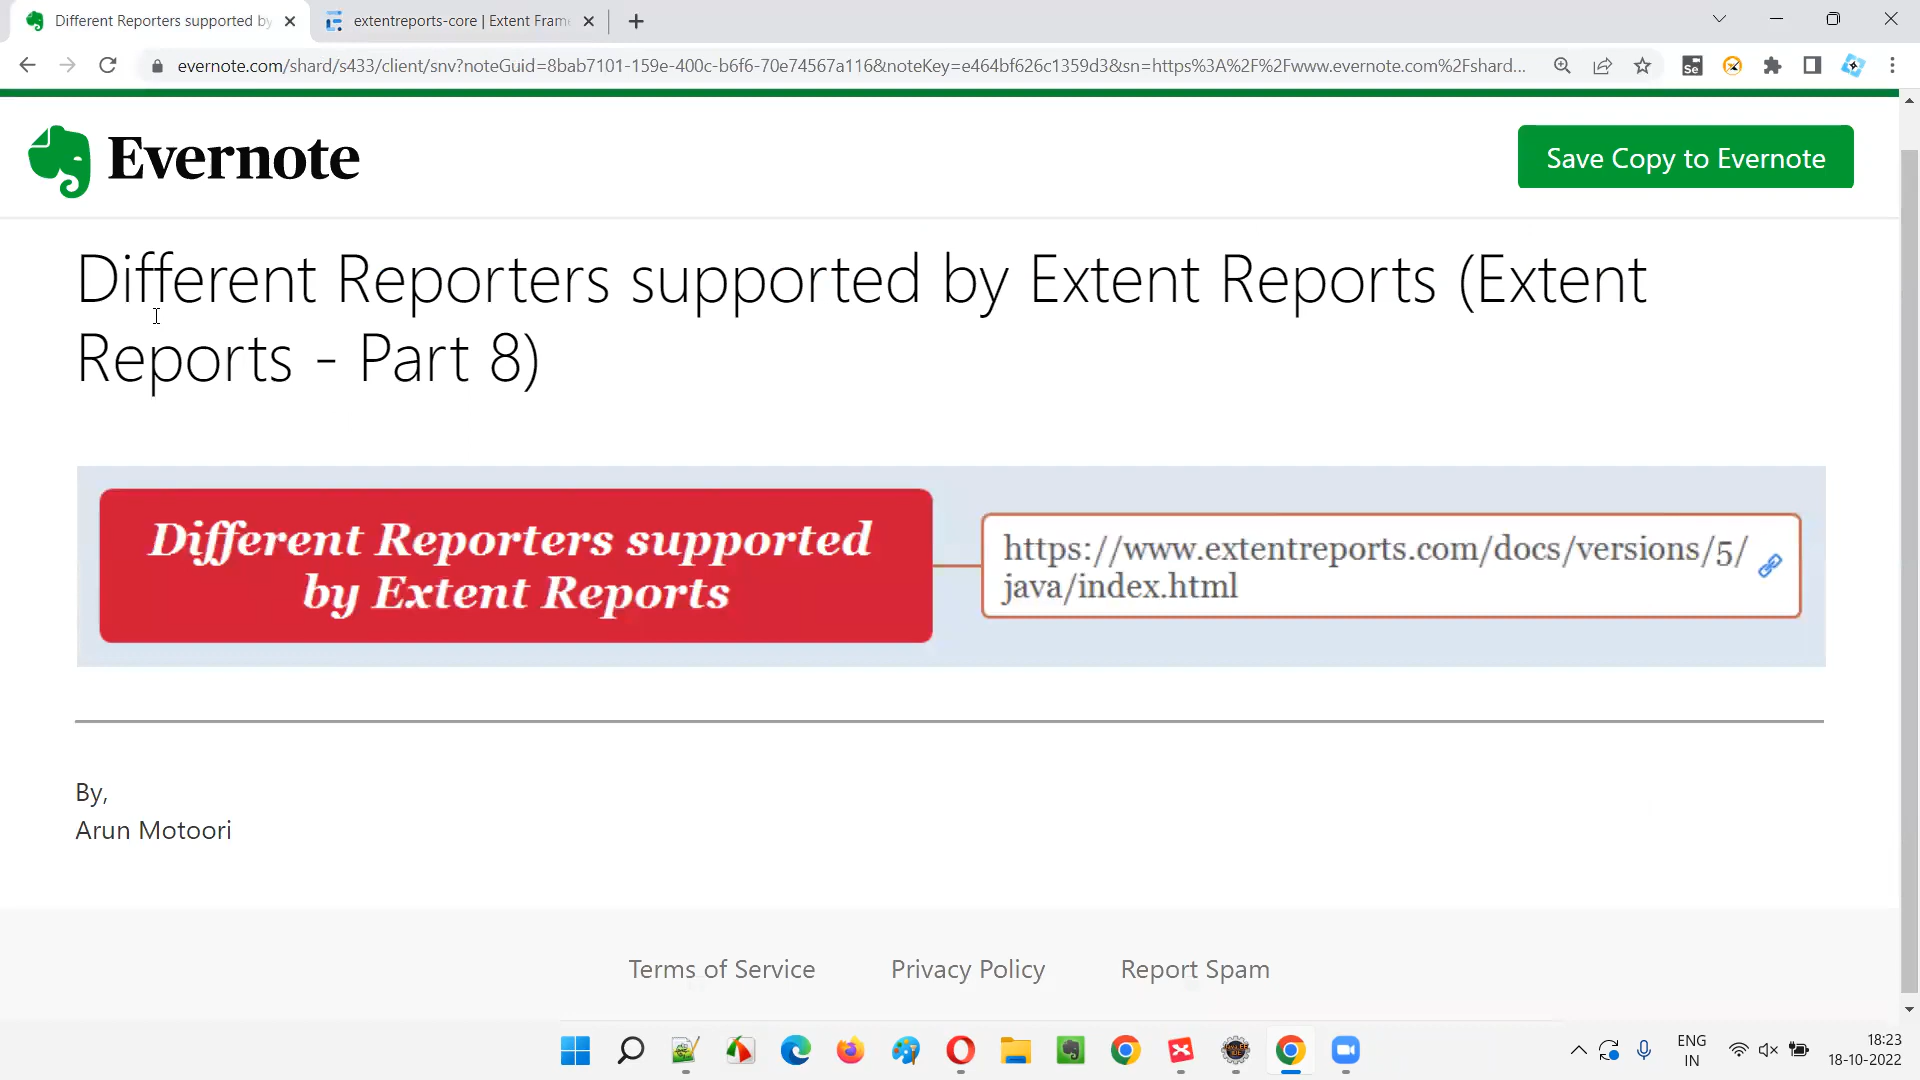 Different Reporters supported by
extentreports-core | Extent Fram
evernote.com/shard/s433/client/snv?noteGuid=8bab7101-159e-400c-b6f6-70e74567a116&noteKey=e464bf626c1359d3&sn=https%3A%2F%2Fwww.evernote.com%2Fshard...
Evernote
Save Copy to Evernote
Different Reporters supported by Extent Reports (Extent
Reports - Part 8)
Different Reporters supported
by Extent Reports
https://www.extentreports.com/docs/versions/5/
java/index.html
By,
Arun Motoori
Terms of Service
Privacy Policy
Report Spam
ENG
IN
18:23
18-10-2022